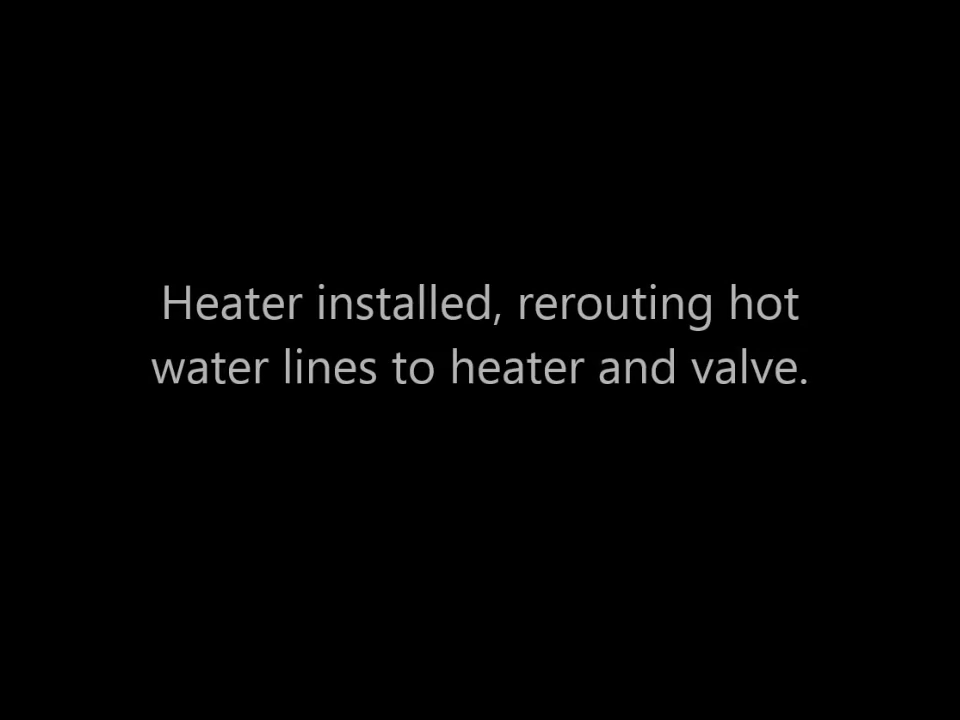 Heater installed, rerouting hot
water lines to heater and valve.